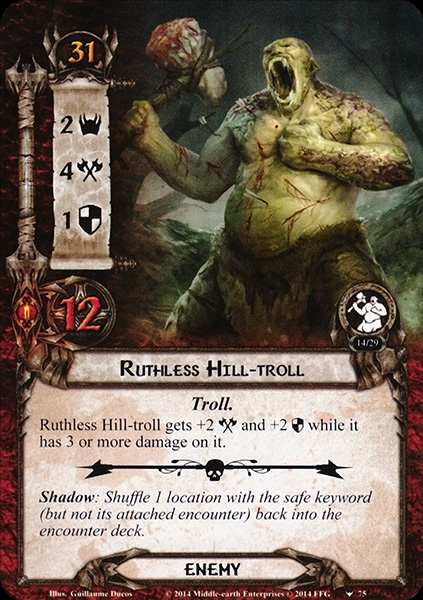 31
2
4
1
12
14/29
RUTHLESS HILL-TROLL
Troll.
Ruthless Hill-troll gets +2 and +2 while it
has 3 or more damage on it.
Shadow: Shuffle 1 location with the safe keyword
(but not its attached encounter) back into the
encounter deck.
ENEMY
Illus. Guillaume Ducos © 2014 Middle-earth Enterprises © 2014 FFG 75